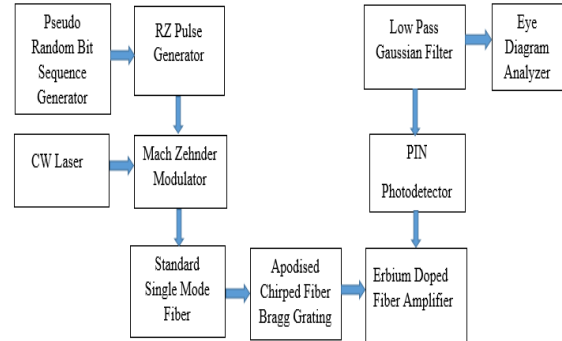 Pseudo
Random Bit
Sequence
Generator
RZ Pulse
Generator
Low Pass
Gaussian Filter
Eye
Diagram
Analyzer
CW Laser
Mach Zehnder
Modulator
PIN
Photodetector
Standard
Single Mode
Fiber
Apodised
Chirped Fiber
Bragg Grating
Erbium Doped
Fiber Amplifier